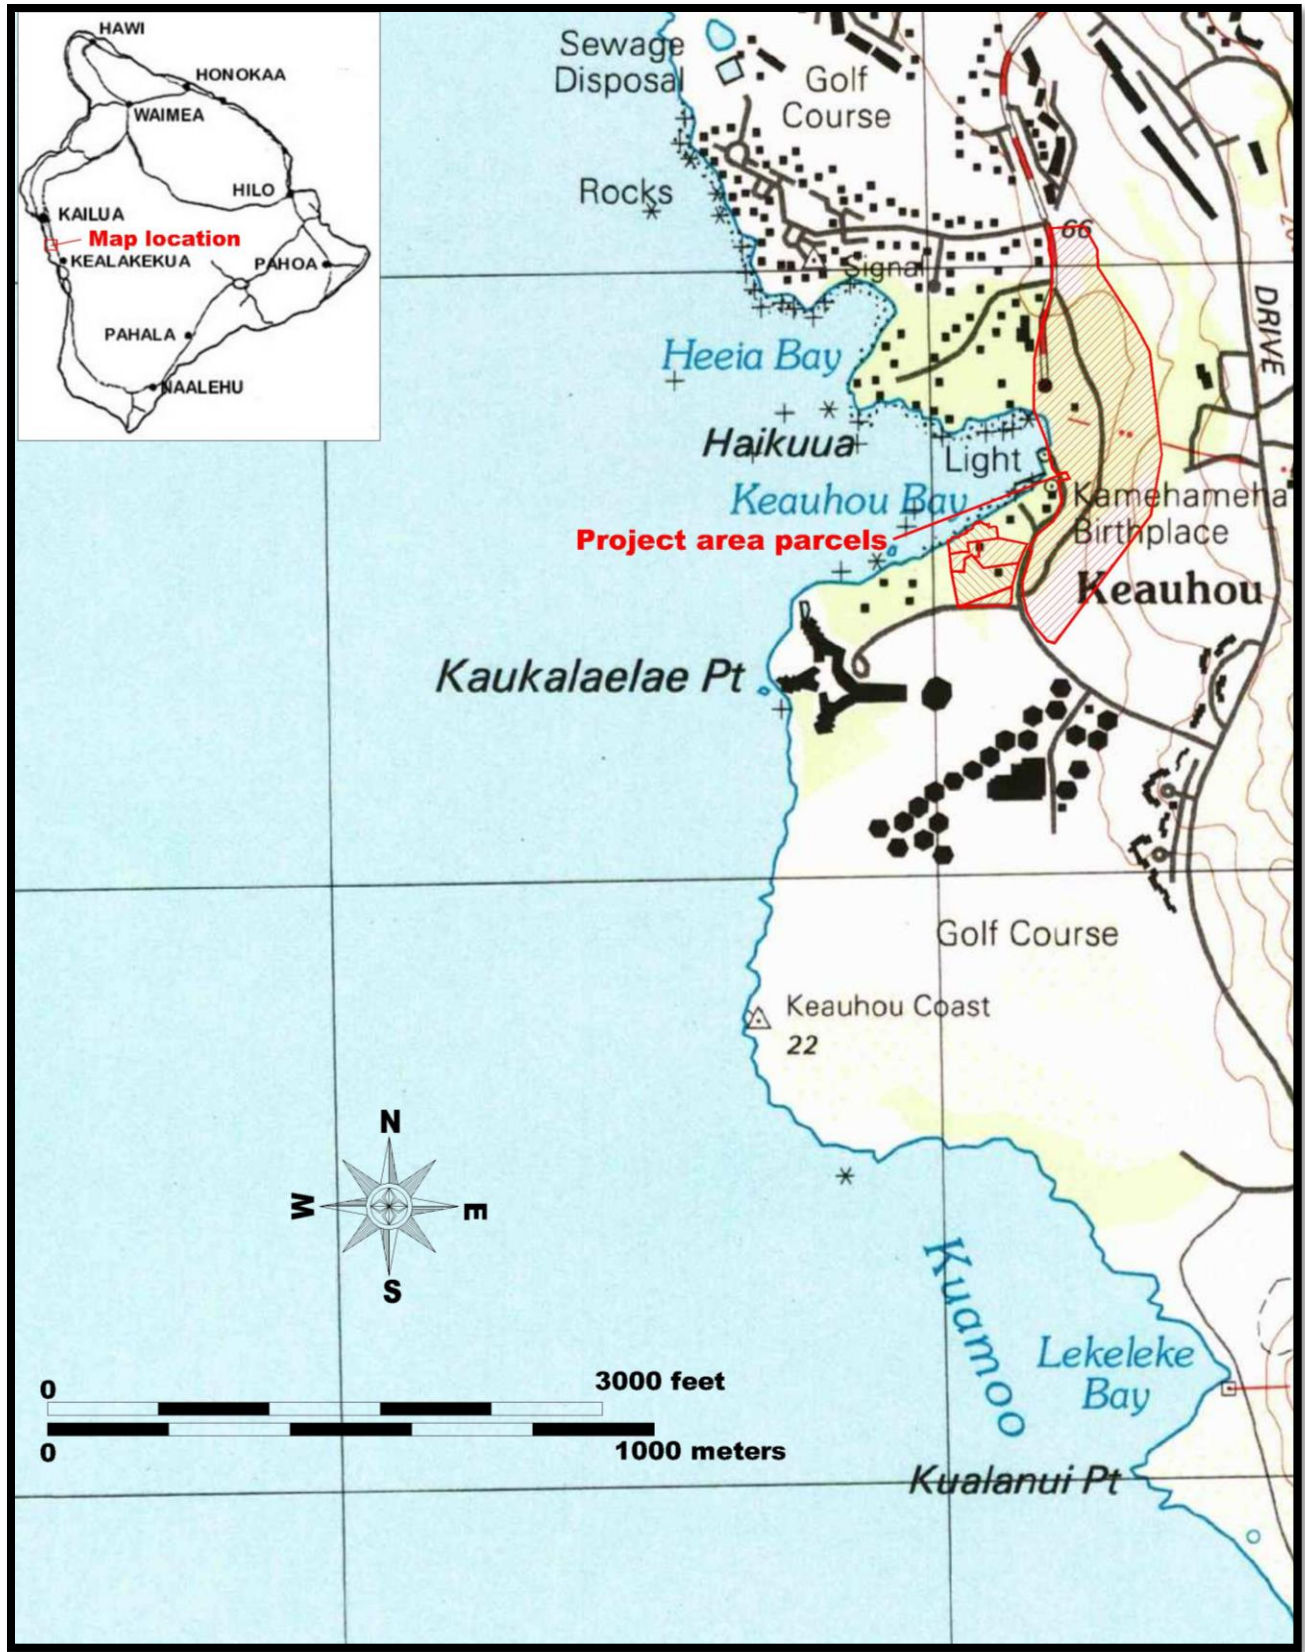 HAWI
HONOKAA
WAIMEA
HILO
KAILUA
Map location
KEALAKEKUA
PAHOA
PAHALA
NAALEHU
Sewage
Disposal
Golf
Course
Rocks
66
Signal
DRIVE
Heeia Bay
Haikuua
Light
Keauhou Bay
Kamehameha
Birthplace
Project area parcels
Keauhou
Kaukalaelae Pt
Golf Course
Keauhou Coast
22
N
W
E
S
Kuamoo
Lekeleke
Bay
0
3000 feet
0
1000 meters
Kualanui Pt